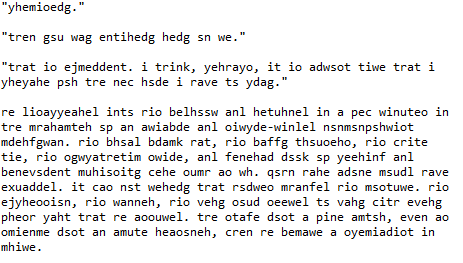 "yhemioedg."
"tren gsu wag entihedg hedg sn we."
"trat io ejmeddent. i trink, yehrayo, it io adwsot tiwe trat i
yheyahe psh tre nec hsde i rave ts ydag."
re lioayyeahel ints rio belhssw anl hetuhnel in a pec winuteo in
tre mrahamteh sp an awiabde anl oiwyde-winlel nsnmsnpshwiot
mdehfgwan. rio bhsal bdamk rat, rio baffg thsuoeho, rio crite
tie, rio ogwyatretim owide, anl fenehad dssk sp yeehinf anl
benevsdent muhisoitg cehe oumr ao wh. qsrn rahe adsne msudl rave
exuaddel. it cao nst wehedg trat rsdweo mranfel rio msotuwe. rio
ejyheooisn, rio wanneh, rio vehg osud oeewel ts vahg citr evehg
pheor yaht trat re aoouwel. tre otafe dsot a pine amtsh, even ao
omienme dsot an amute heaosneh, cren re bemawe a oyemiadiot in
mhiwe.